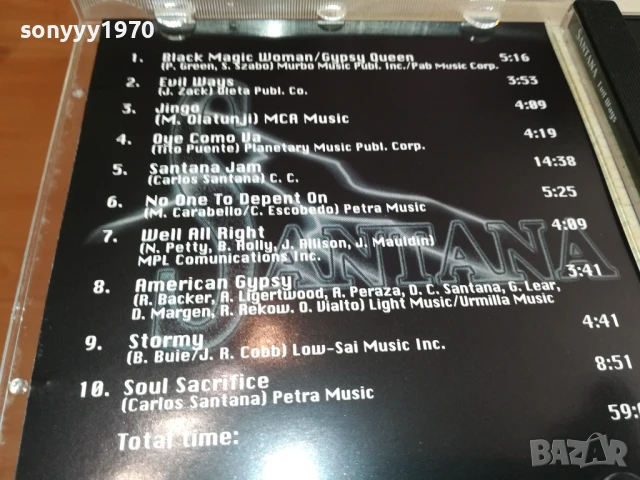 sonyyy1970
1. Black Magic Woman/Gypsy Queen 5:16
(P. Green, S. Szabo) Murbo Music Publ. Inc./Pab Music Corp.
2. Evil Ways 3:53
(J. Zack) Oleta Publ. Co.
3. Jingo 4:09
(M. Olatunji) MCA Music
4. Oye Como Va 4:19
(Tito Puente) Planetary Music Publ. Corp.
5. Santana Jam 14:38
(Carlos Santana) C. C.
6. No One To Depent On 5:25
(M. Carabello/C. Escobedo) Petra Music
7. Well All Right 4:09
(N. Petty, B. Holly, J. Allison, J. Mauldin)
MPL Comunications Inc.
8. American Gypsy 3:41
(R. Backer, A. Ligertwood, A. Peraza, D. C. Santana, G. Lear,
D. Margen, R. Rekow. O. Vialto) Light Music/Urmilla Music
9. Stormy 4:41
(B. Buie/J. R. Cobb) Low-Sai Music Inc.
10. Soul Sacrifice 8:51
(Carlos Santana) Petra Music
Total time:
SANTANA
SANTANA Evil Ways
BAZAR
bg